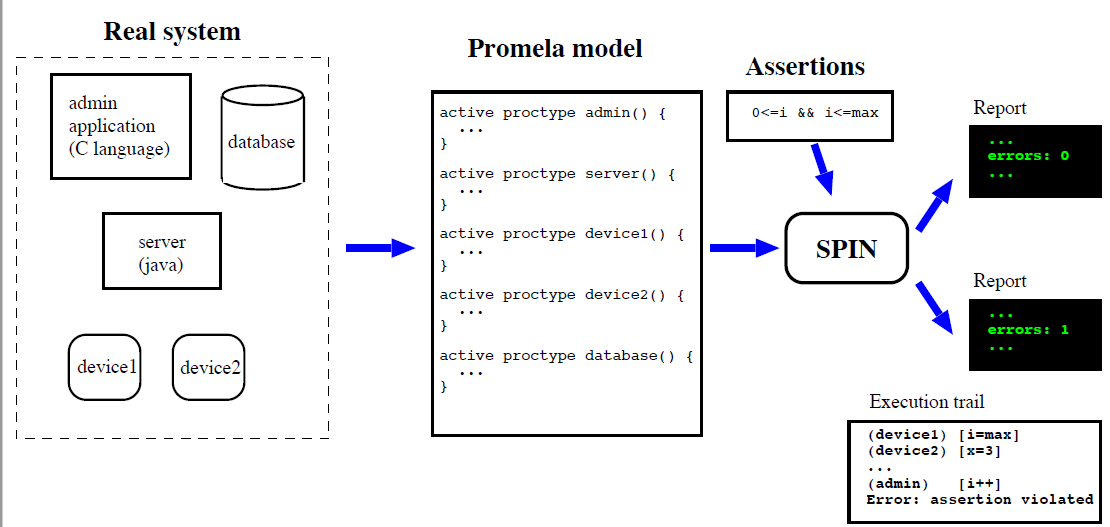 Real system
admin
application
(C language)
database
server
(java)
device1
device2
Promela model
active proctype admin() {
...
}
active proctype server() {
...
}
active proctype device1() {
...
}
active proctype device2() {
...
}
active proctype database() {
...
}
Assertions
0<=i && i<=max
SPIN
Report
...
errors: 0
...
Report
...
errors: 1
...
Execution trail
(device1) [i=max]
(device2) [x=3]
...
(admin) [i++]
Error: assertion violated